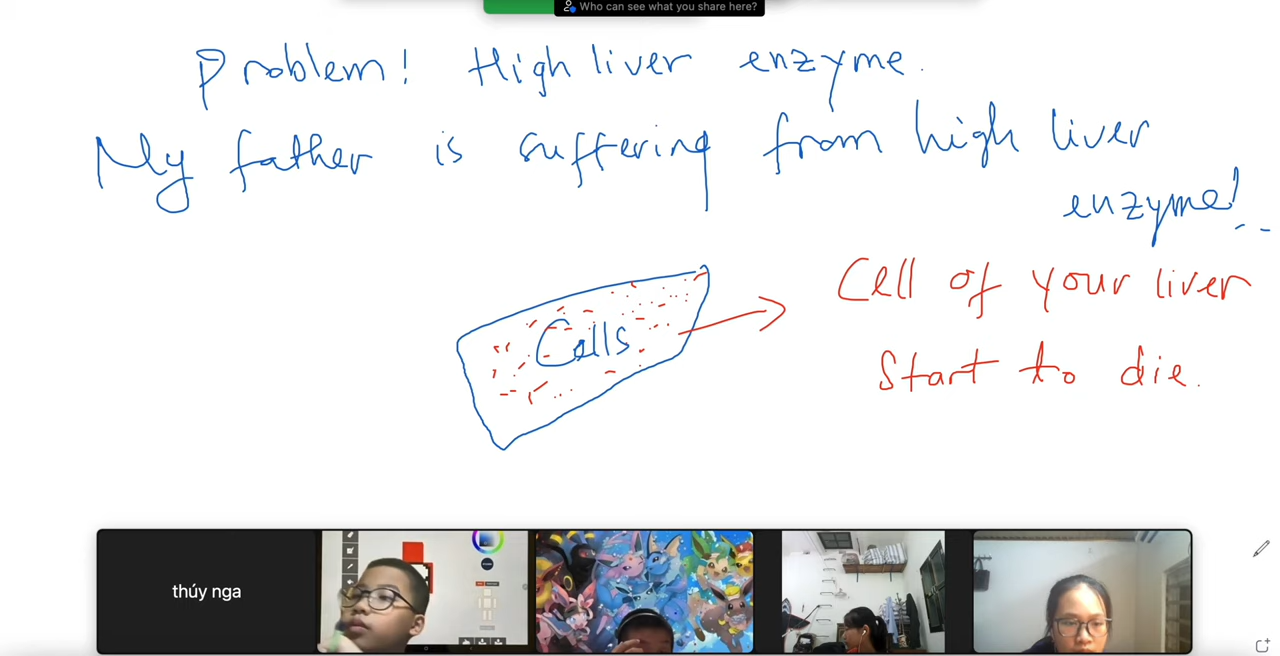 Who can see what you share here?
Problem! High liver enzyme.
My father is suffering from high liver
enzyme!
Cells
Cell of your liver
Start to die.
thúy nga